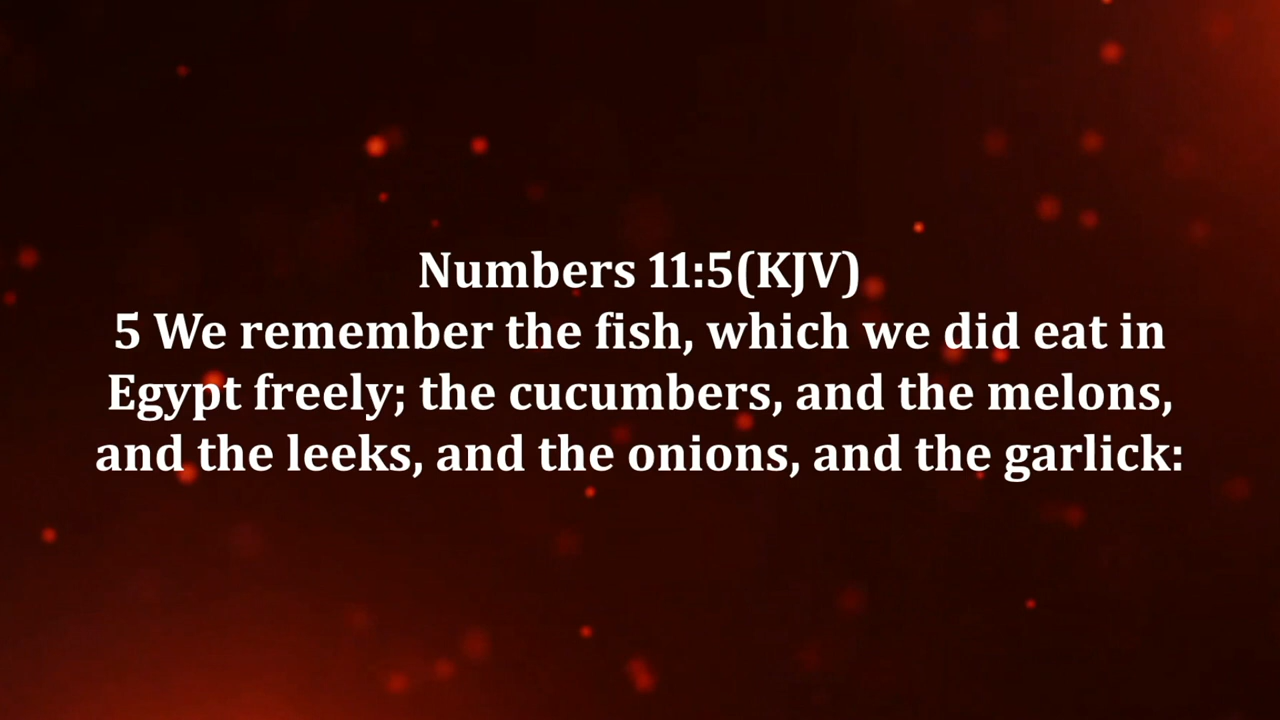 Numbers 11:5(KJV)
5 We remember the fish, which we did eat in
Egypt freely; the cucumbers, and the melons,
and the leeks, and the onions, and the garlick: